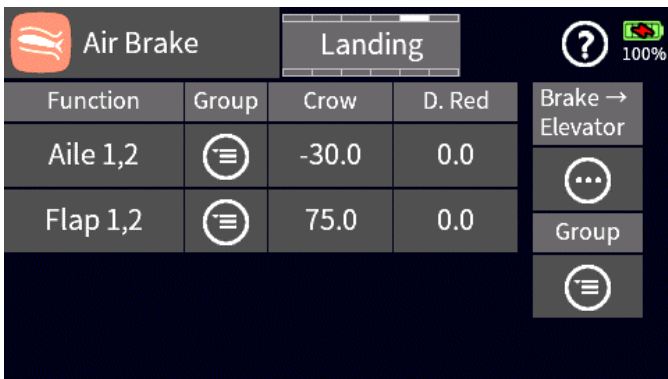 Air Brake
Landing
?
100%
Function Group Crow D. Red
Brake →
Elevator
Aile 1,2 -30.0 0.0
Flap 1,2 75.0 0.0
Group